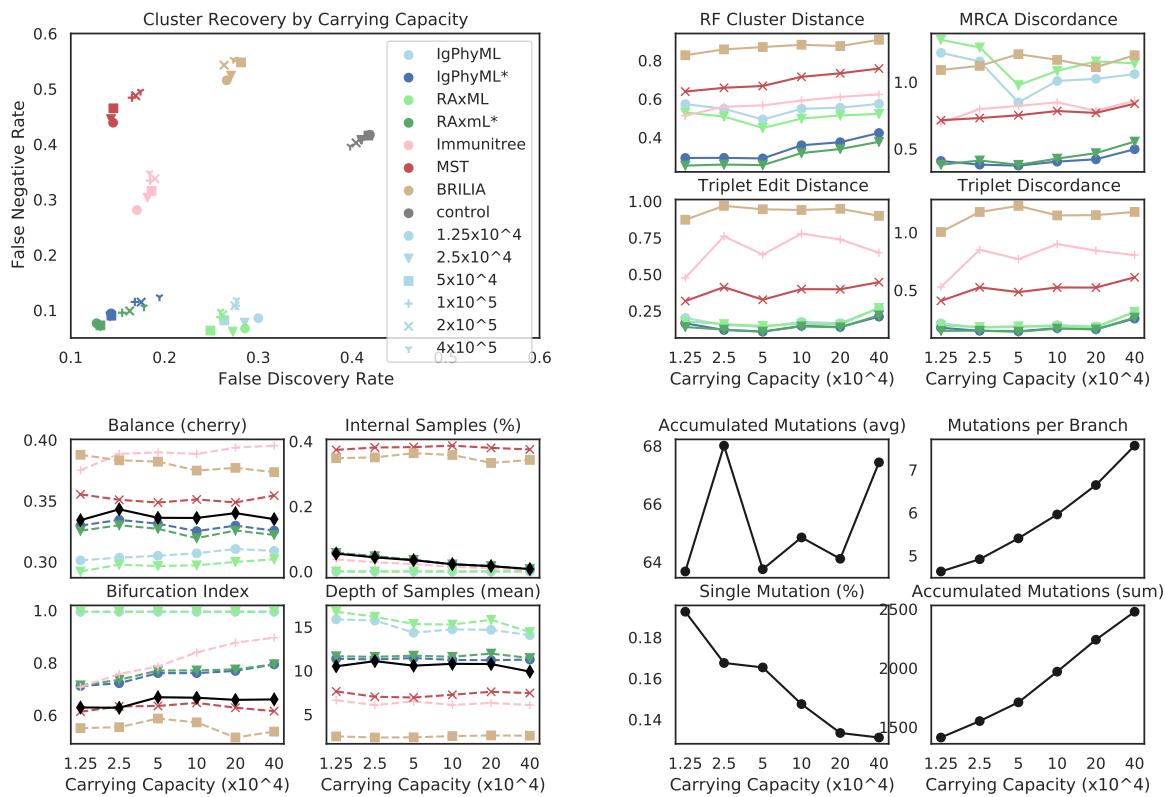 Cluster Recovery by Carrying Capacity
False Negative Rate
0.6
0.5
0.4
0.3
0.2
0.1
0.1
0.2
0.3
0.4
0.5
0.6
False Discovery Rate
IgPhyML
IgPhyML*
RAxML
RAxmL*
Immunitree
MST
BRILIA
control
1.25x10^4
2.5x10^4
5x10^4
1x10^5
2x10^5
4x10^5
RF Cluster Distance
0.8
0.6
0.4
MRCA Discordance
1.0
0.5
Triplet Edit Distance
1.00
0.75
0.50
0.25
1.25 2.5 5 10 20 40
Carrying Capacity (x10^4)
Triplet Discordance
1.0
0.5
1.25 2.5 5 10 20 40
Carrying Capacity (x10^4)
Balance (cherry)
0.40
0.35
0.30
Internal Samples (%)
0.4
0.2
0.0
Bifurcation Index
1.0
0.8
0.6
1.25 2.5 5 10 20 40
Carrying Capacity (x10^4)
Depth of Samples (mean)
15
10
5
1.25 2.5 5 10 20 40
Carrying Capacity (x10^4)
Accumulated Mutations (avg)
68
66
64
Mutations per Branch
7
6
5
Single Mutation (%)
0.18
0.16
0.14
1.25 2.5 5 10 20 40
Carrying Capacity (x10^4)
Accumulated Mutations (sum)
2500
2000
1500
1.25 2.5 5 10 20 40
Carrying Capacity (x10^4)